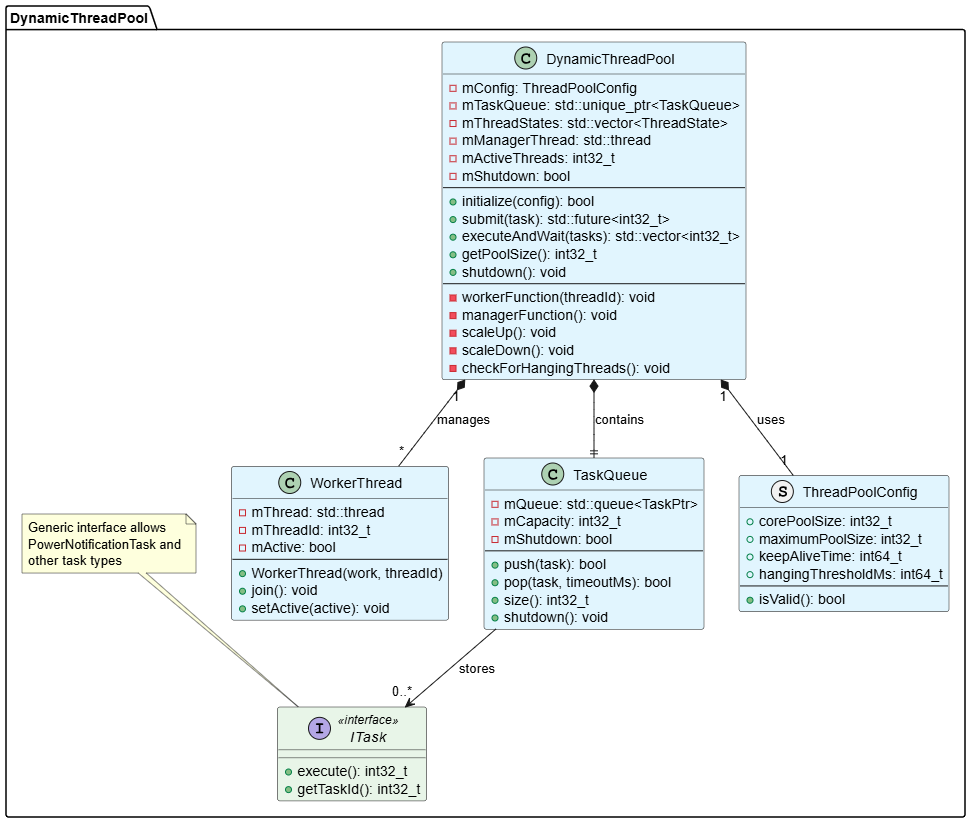 DynamicThreadPool
C DynamicThreadPool
mConfig: ThreadPoolConfig
mTaskQueue: std::unique_ptr<TaskQueue>
mThreadStates: std::vector<ThreadState>
mManagerThread: std::thread
mActiveThreads: int32_t
mShutdown: bool
initialize(config): bool
submit(task): std::future<int32_t>
executeAndWait(tasks): std::vector<int32_t>
getPoolSize(): int32_t
shutdown(): void
workerFunction(threadId): void
managerFunction(): void
scaleUp(): void
scaleDown(): void
checkForHangingThreads(): void
1
1
manages
contains
uses
*
1
C WorkerThread
mThread: std::thread
mThreadId: int32_t
mActive: bool
WorkerThread(work, threadId)
join(): void
setActive(active): void
C TaskQueue
mQueue: std::queue<TaskPtr>
mCapacity: int32_t
mShutdown: bool
push(task): bool
pop(task, timeoutMs): bool
size(): int32_t
shutdown(): void
S ThreadPoolConfig
corePoolSize: int32_t
maximumPoolSize: int32_t
keepAliveTime: int64_t
hangingThresholdMs: int64_t
isValid(): bool
Generic interface allows
PowerNotificationTask and
other task types
stores
0..*
«interface»
I ITask
execute(): int32_t
getTaskId(): int32_t